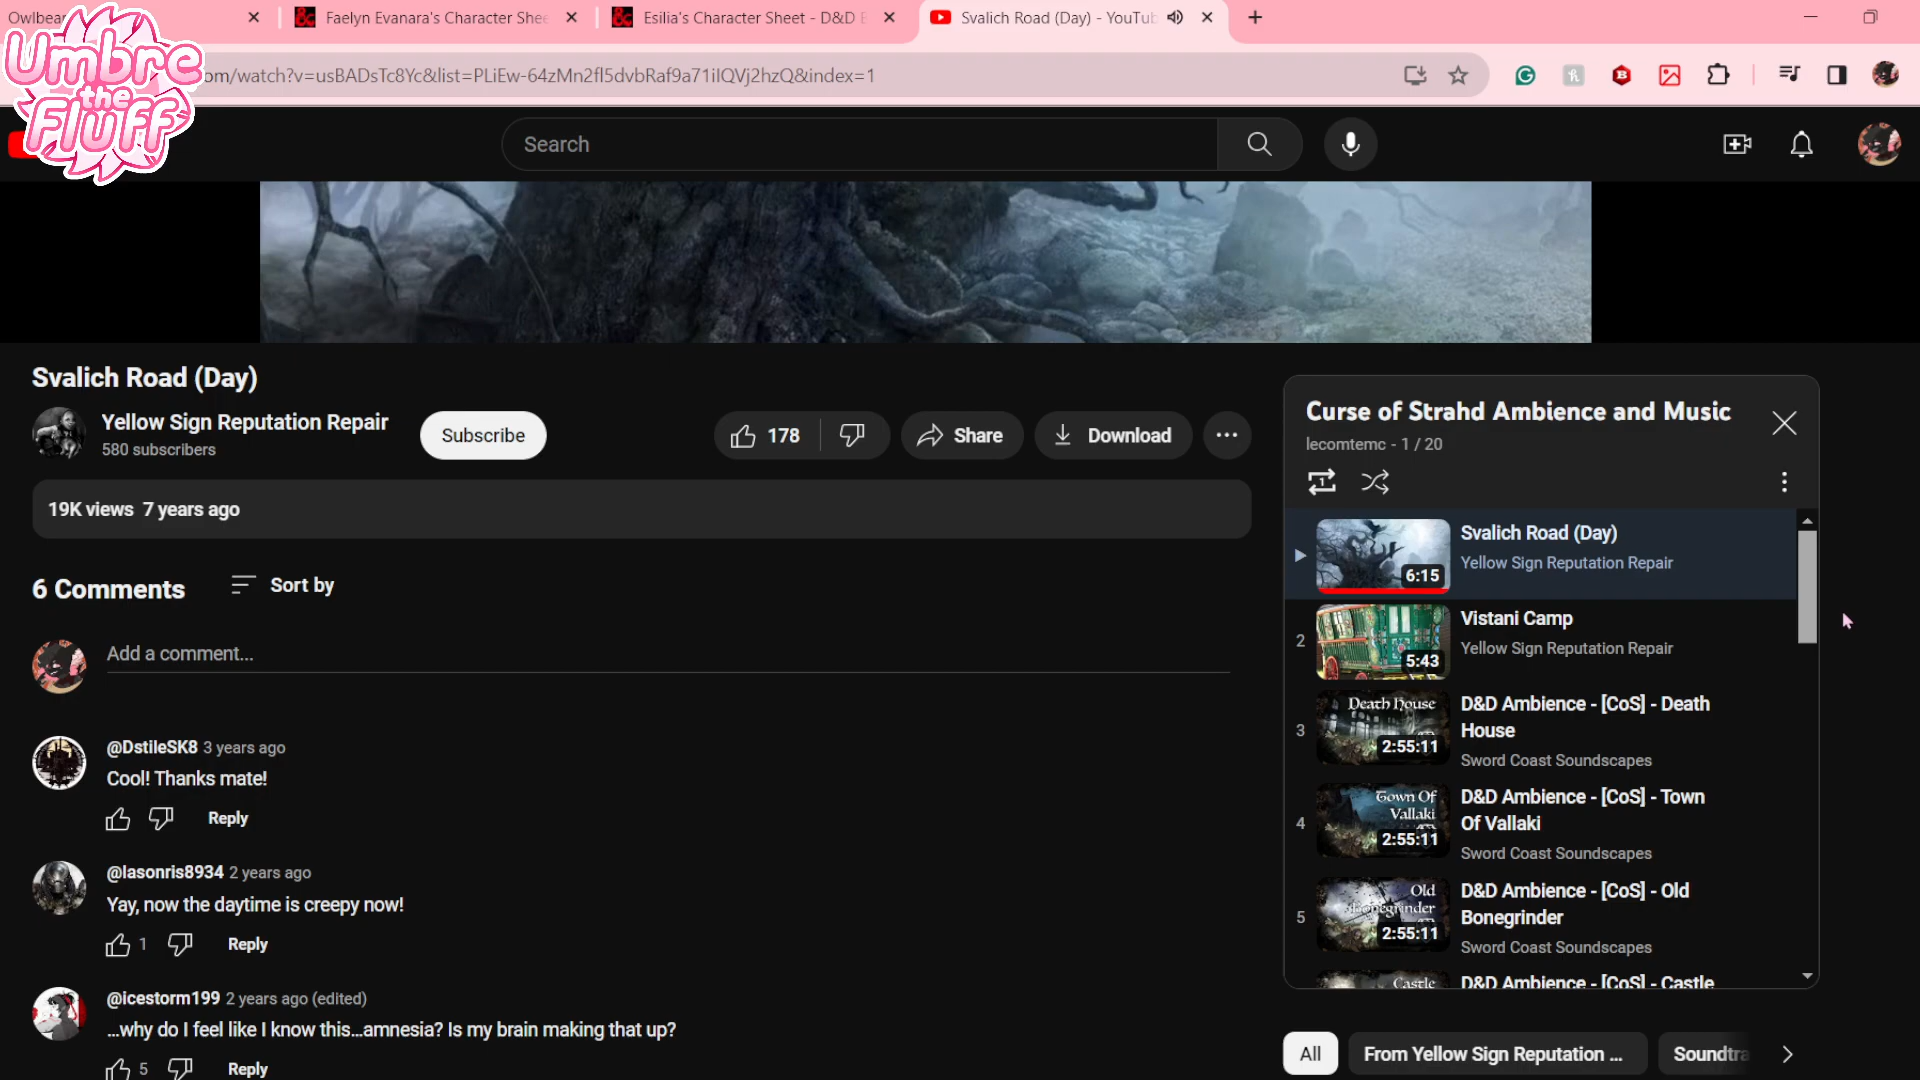 Owlbear
Faelyn Evanara's Character Shee
Esilia's Character Sheet - D&D B
Svalich Road (Day) - YouTub
Umbre
the
Fluff
om/watch?v=usBADsTc8Yc&list=PLiEw-64zMn2fl5dvbRaf9a71iIQVj2hzQ&index=1
Search
Svalich Road (Day)
Yellow Sign Reputation Repair
580 subscribers
Subscribe
178
Share
Download
19K views 7 years ago
6 Comments
Sort by
Add a comment...
@DstileSK8 3 years ago
Cool! Thanks mate!
Reply
@lasonris8934 2 years ago
Yay, now the daytime is creepy now!
1
Reply
@icestorm199 2 years ago (edited)
...why do I feel like I know this...amnesia? Is my brain making that up?
5
Reply
Curse of Strahd Ambience and Music
lecomtemc - 1 / 20
6:15
Svalich Road (Day)
Yellow Sign Reputation Repair
2
5:43
Vistani Camp
Yellow Sign Reputation Repair
3
Death House
2:55:11
D&D Ambience - [CoS] - Death
House
Sword Coast Soundscapes
4
Town Of
Vallaki
2:55:11
D&D Ambience - [CoS] - Town
Of Vallaki
Sword Coast Soundscapes
5
Old
Bonegrinder
2:55:11
D&D Ambience - [CoS] - Old
Bonegrinder
Sword Coast Soundscapes
Castle
D&D Ambience - [CoS] - Castle
All
From Yellow Sign Reputation ...
Soundtra